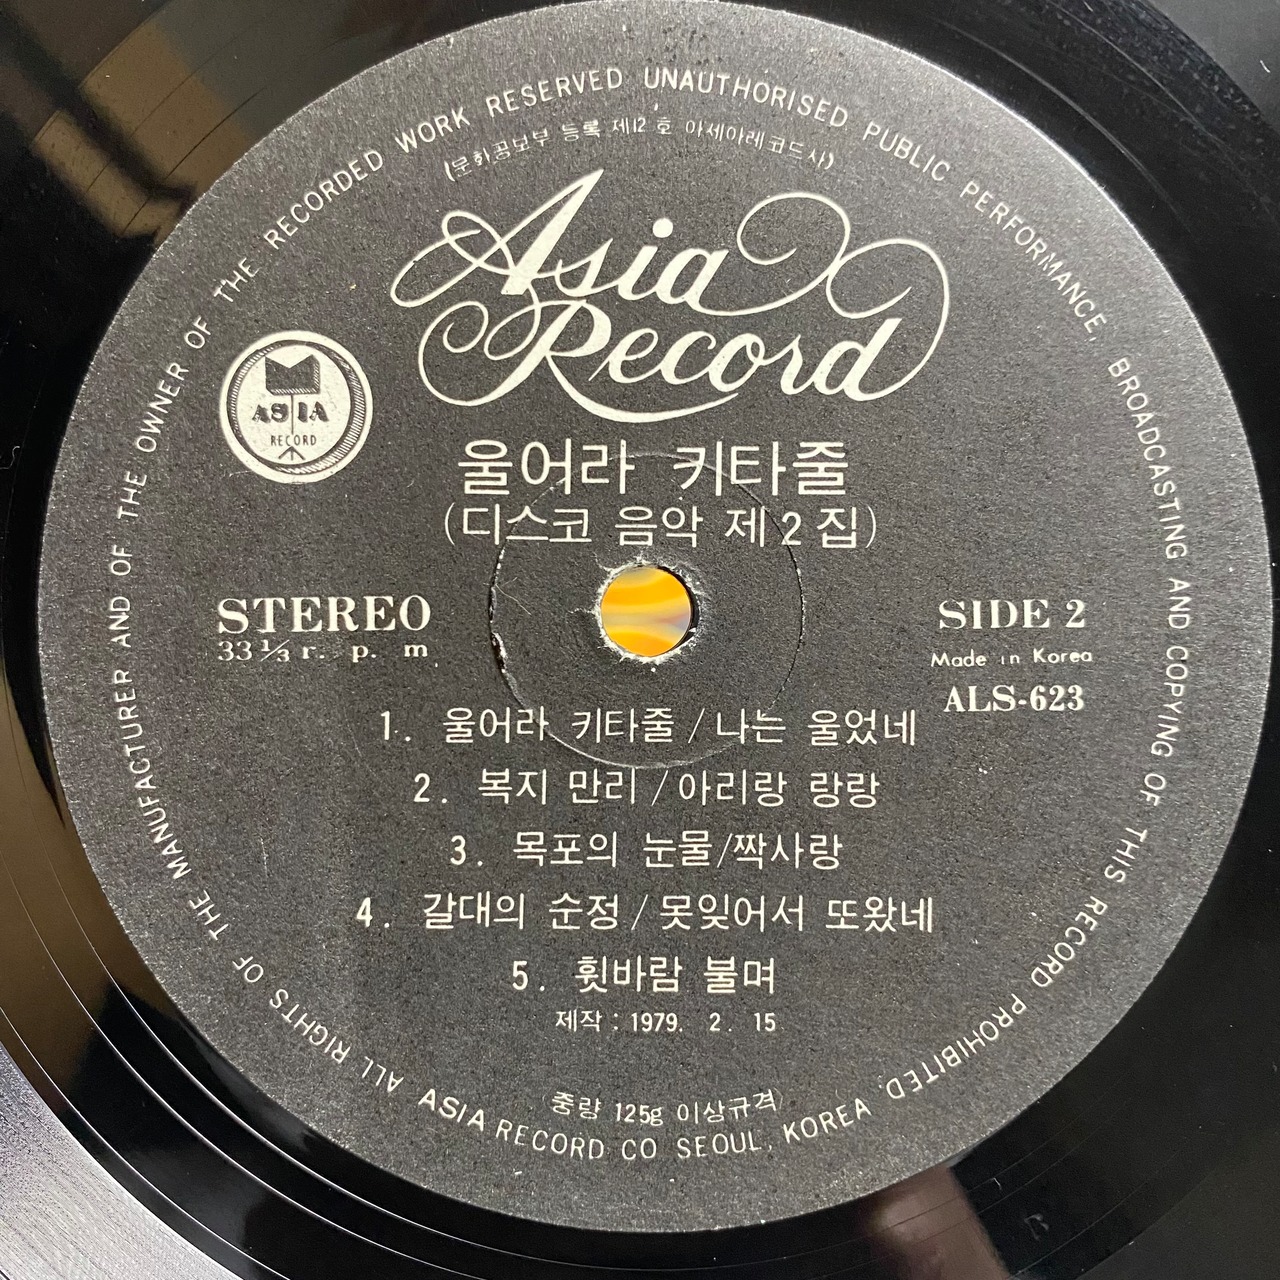 ALL RIGHTS OF THE MANUFACTURER AND OF THE OWNER OF THE RECORDED WORK RESERVED UNAUTHORISED PUBLIC PERFORMANCE, BROADCASTING AND COPYING OF THIS RECORD PROHIBITED.
(문화공보부 등록 제12호 아세아레코드사)
Asia
Record
ASIA
RECORD
울어라 키타줄
(디스코 음악 제2집)
STEREO
33⅓ r. p. m.
SIDE 2
Made in Korea
ALS-623
1. 울어라 키타줄 / 나는 울었네
2. 복지 만리 / 아리랑 랑랑
3. 목포의 눈물/짝사랑
4. 갈대의 순정 / 못잊어서 또왔네
5. 휫바람 불며
제작 : 1979. 2. 15
(중량 125g 이상규격)
ASIA RECORD CO SEOUL, KOREA